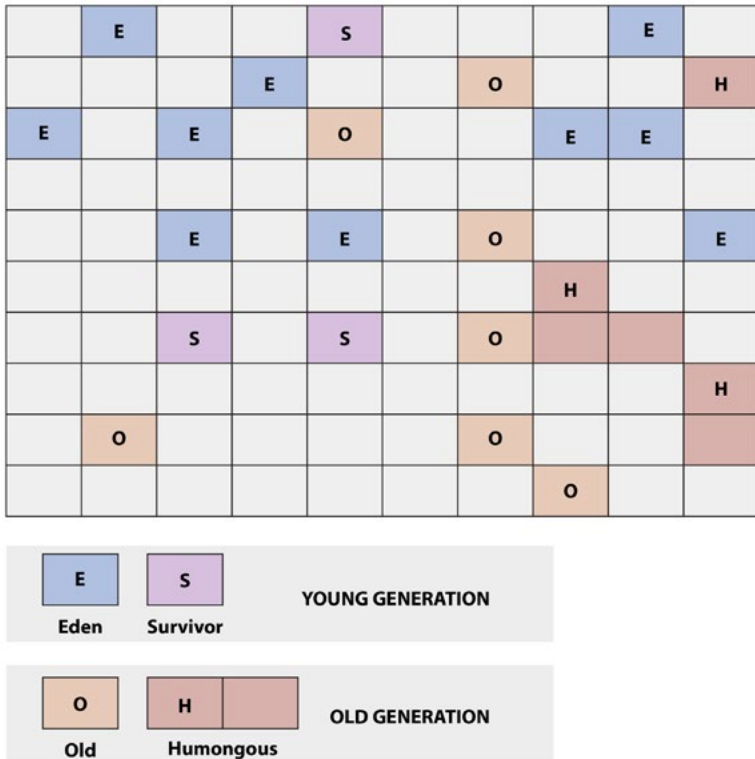 E S E
E O H
E E O E E
E E O E
H
S S O
H
O O
O
E S YOUNG GENERATION
Eden Survivor
O H OLD GENERATION
Old Humongous